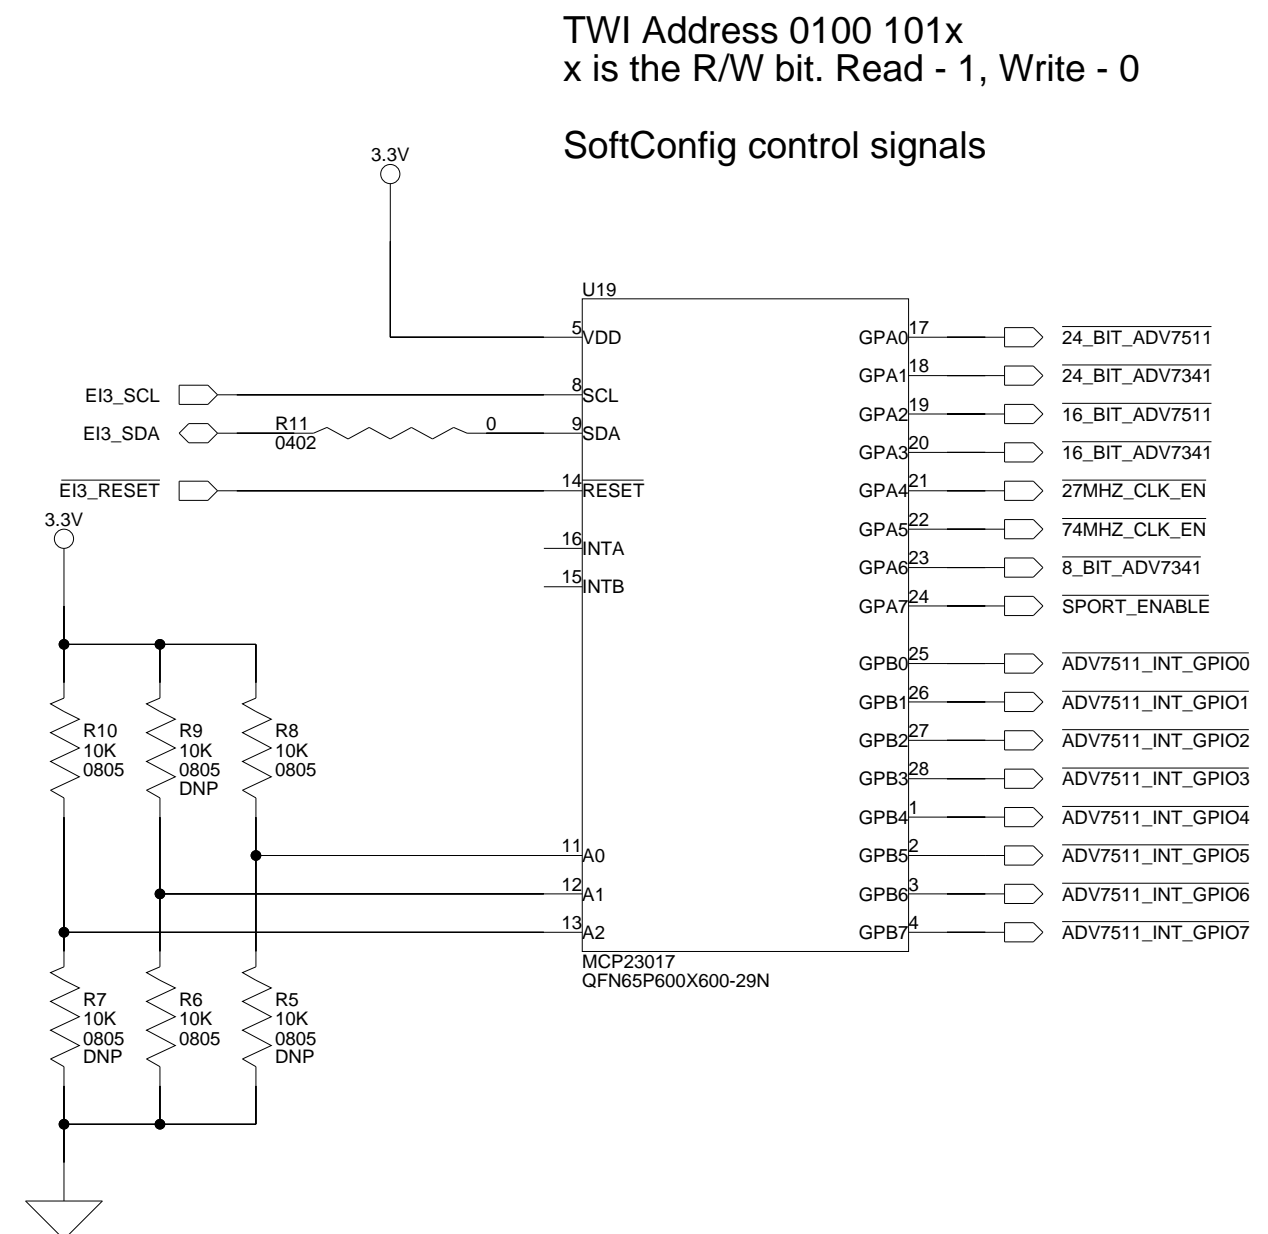 TWI Address 0100 101x
x is the R/W bit. Read - 1, Write - 0
SoftConfig control signals
3.3V
U19
5 VDD
GPA0 17 24_BIT_ADV7511
GPA1 18 24_BIT_ADV7341
EI3_SCL 8 SCL
GPA2 19 16_BIT_ADV7511
EI3_SDA R11 0 9 SDA
0402
GPA3 20 16_BIT_ADV7341
EI3_RESET 14 RESET
GPA4 21 27MHZ_CLK_EN
3.3V
GPA5 22 74MHZ_CLK_EN
16 INTA
GPA6 23 8_BIT_ADV7341
15 INTB
GPA7 24 SPORT_ENABLE
GPB0 25 ADV7511_INT_GPIO0
GPB1 26 ADV7511_INT_GPIO1
R10 R9 R8
10K 10K 10K
0805 0805 0805
DNP
GPB2 27 ADV7511_INT_GPIO2
GPB3 28 ADV7511_INT_GPIO3
GPB4 1 ADV7511_INT_GPIO4
11 A0
GPB5 2 ADV7511_INT_GPIO5
12 A1
GPB6 3 ADV7511_INT_GPIO6
13 A2
GPB7 4 ADV7511_INT_GPIO7
MCP23017
QFN65P600X600-29N
R7 R6 R5
10K 10K 10K
0805 0805 0805
DNP DNP